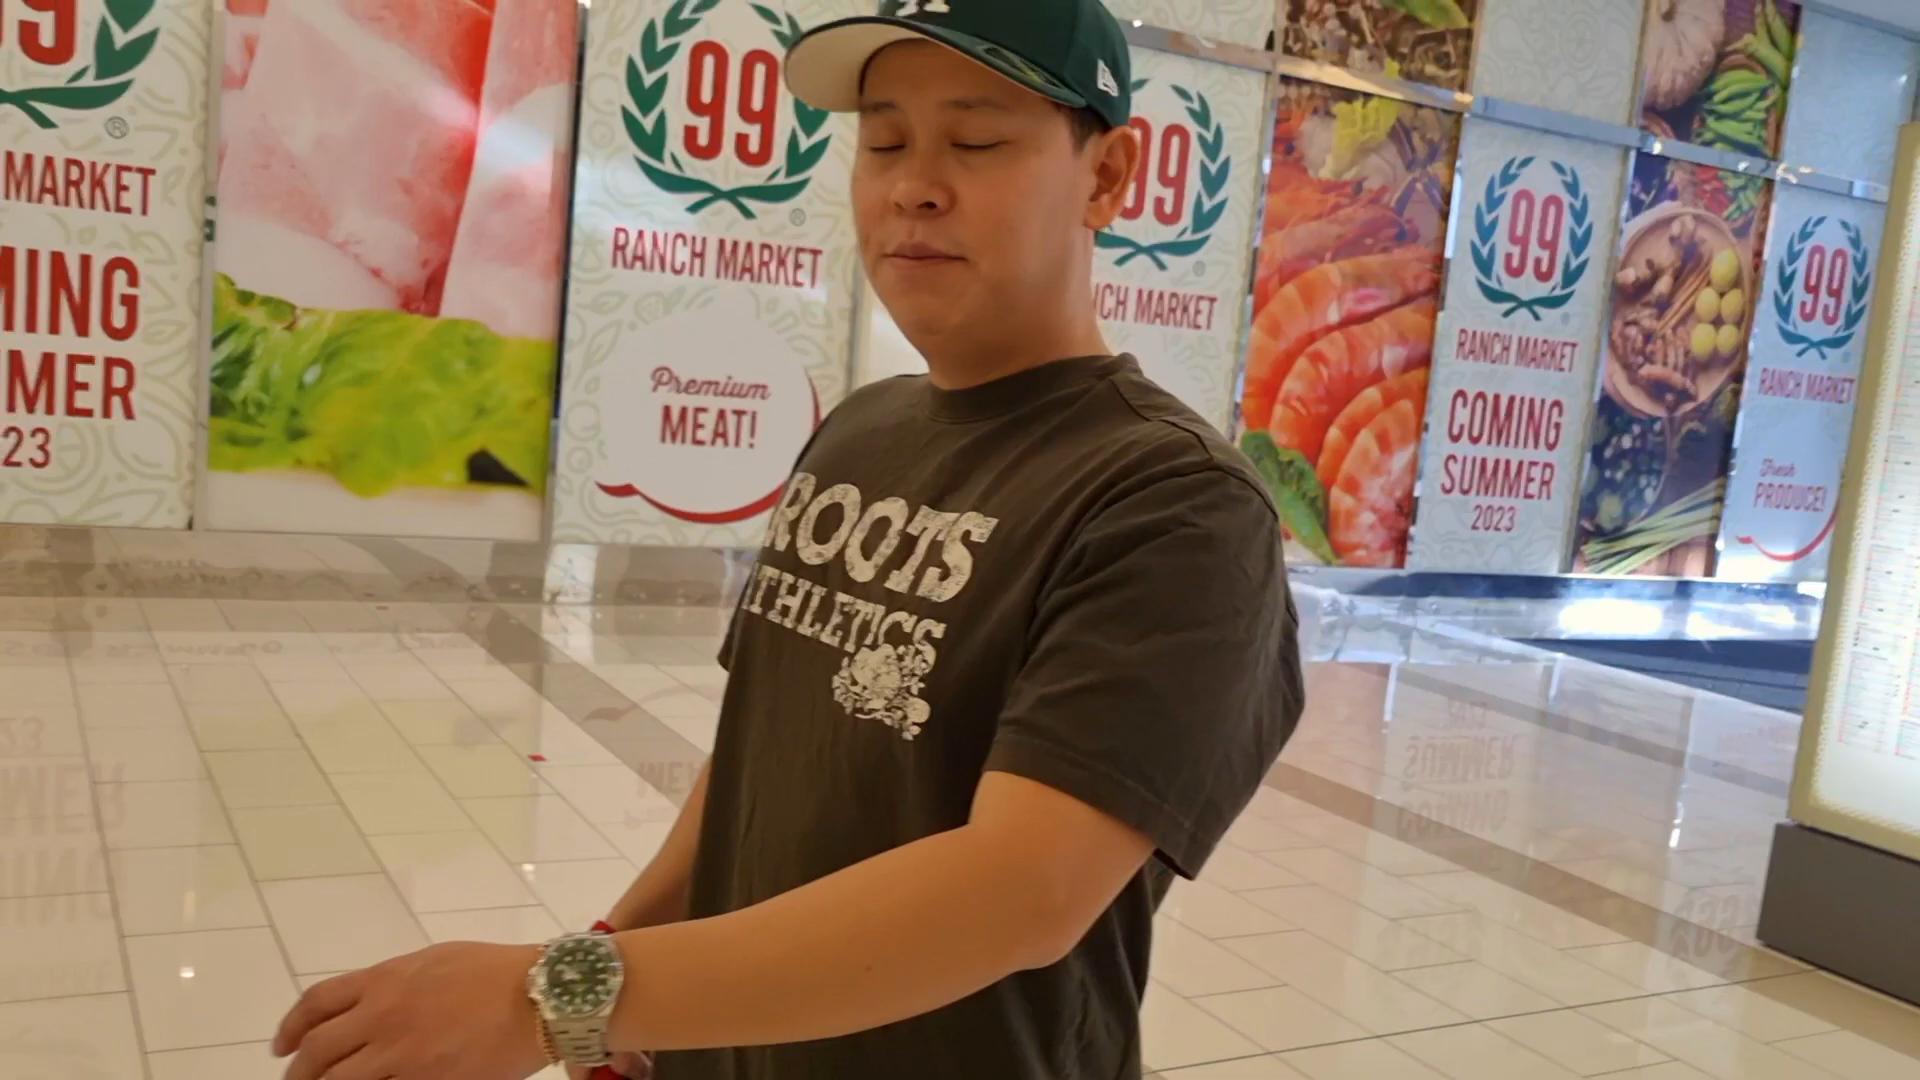 99
®
MARKET
MING
MER
23
99
®
RANCH MARKET
Premium
MEAT!
ROOTS
ATHLETICS
99
®
CH MARKET
99
RANCH MARKET
COMING
SUMMER
2023
99
RANCH MARKET
Fresh
PRODUCE!